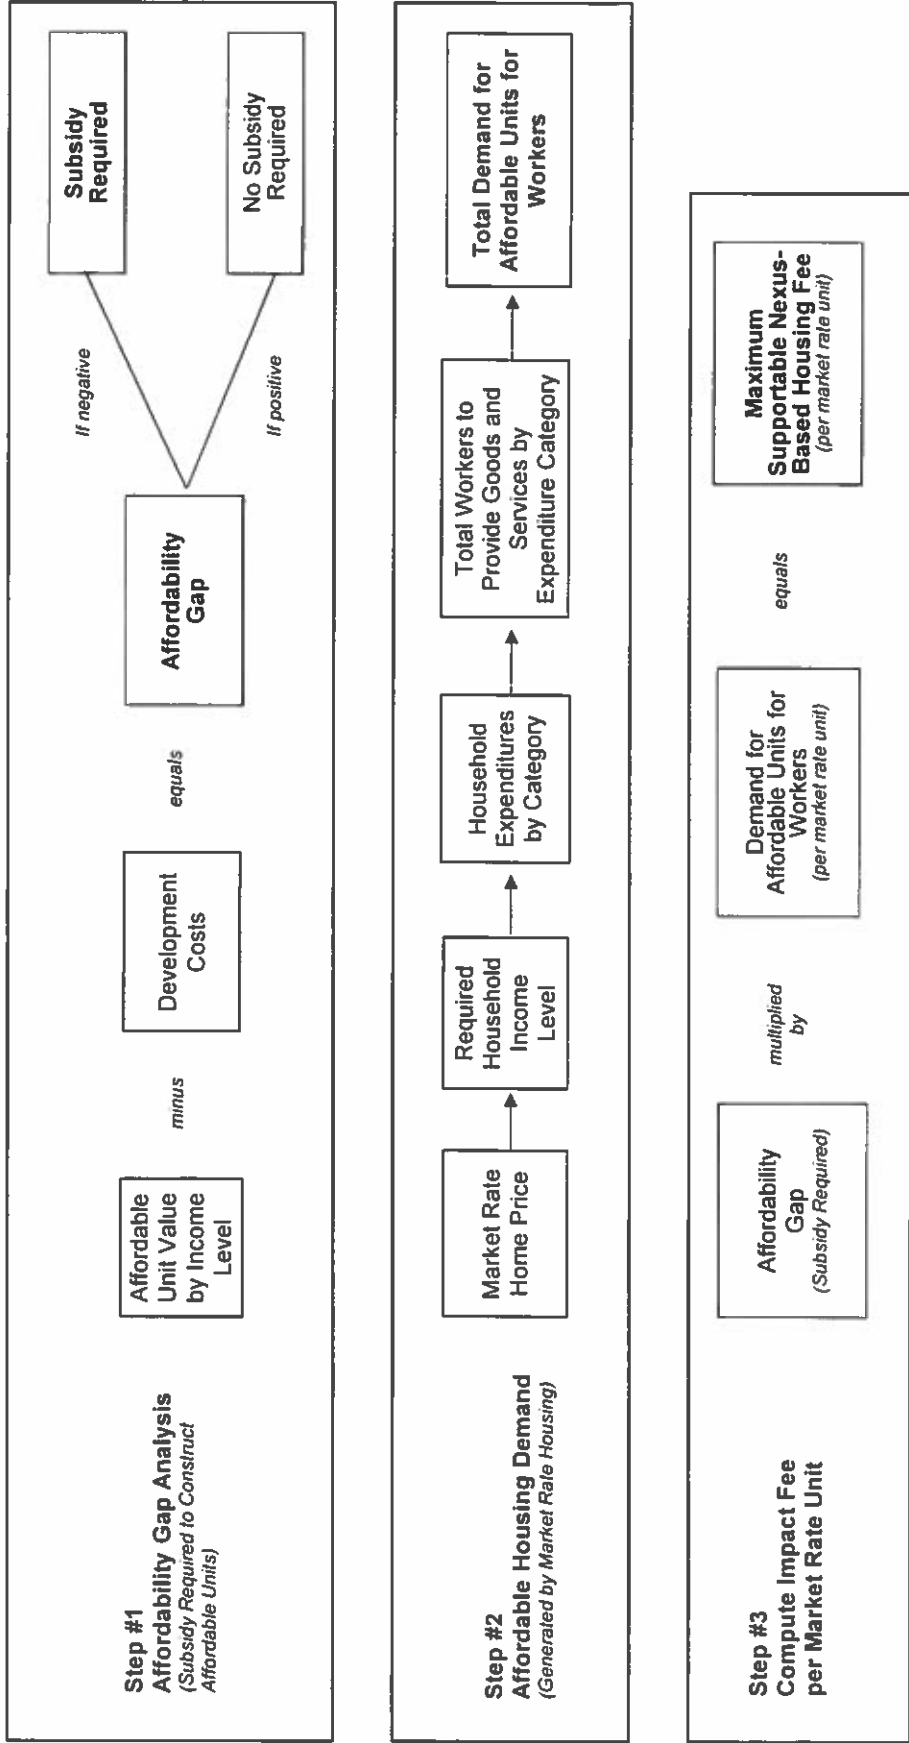 Step #1
Affordability Gap Analysis
(Subsidy Required to Construct
Affordable Units)
Affordable
Unit Value
by Income
Level
minus
Development
Costs
equals
Affordability
Gap
If negative
If positive
Subsidy
Required
No Subsidy
Required
Step #2
Affordable Housing Demand
(Generated by Market Rate Housing)
Market Rate
Home Price
Required
Household
Income
Level
Household
Expenditures
by Category
Total Workers to
Provide Goods and
Services by
Expenditure Category
Total Demand for
Affordable Units for
Workers
Step #3
Compute Impact Fee
per Market Rate Unit
Affordability
Gap
(Subsidy Required)
multiplied
by
Demand for
Affordable Units for
Workers
(per market rate unit)
equals
Maximum
Supportable Nexus-
Based Housing Fee
(per market rate unit)